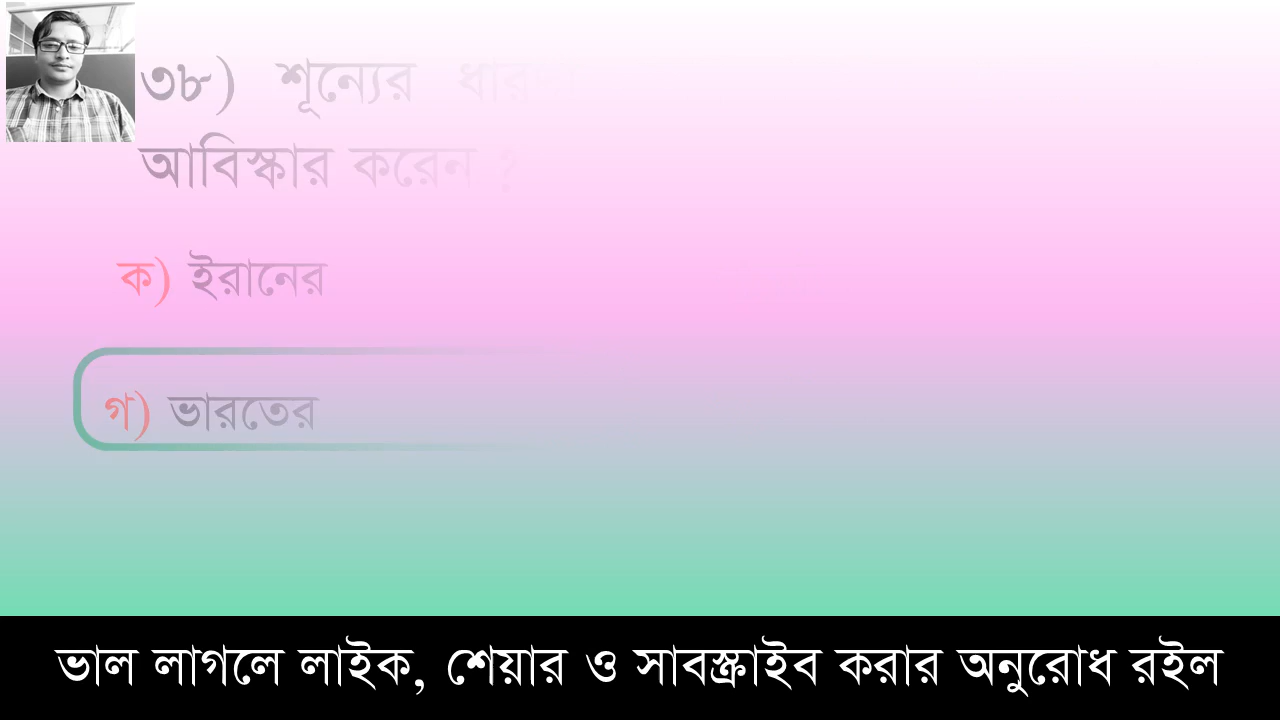 ৩৮) শূন্যের
আবিস্কার করেন ?
ক) ইরানের
গ) ভারতের
ভাল লাগলে লাইক, শেয়ার ও সাবস্ক্রাইব করার অনুরোধ রইল